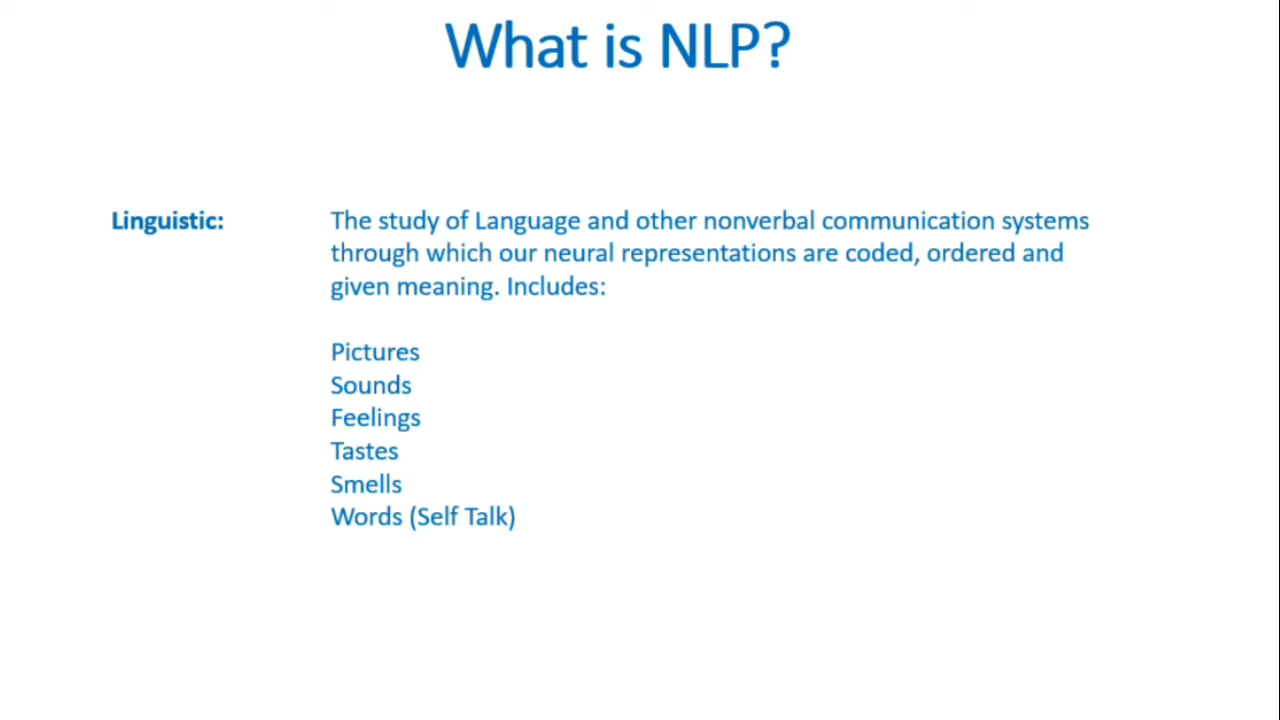 What is NLP?
Linguistic: The study of Language and other nonverbal communication systems
through which our neural representations are coded, ordered and
given meaning. Includes:
Pictures
Sounds
Feelings
Tastes
Smells
Words (Self Talk)